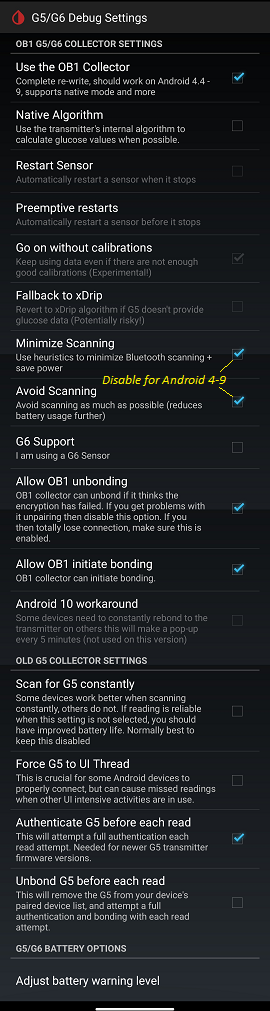 G5/G6 Debug Settings
OB1 G5/G6 COLLECTOR SETTINGS
Use the OB1 Collector
Complete re-write, should work on Android 4.4 -
9, supports native mode and more
Native Algorithm
Use the transmitter's internal algorithm to
calculate glucose values when possible.
Restart Sensor
Automatically restart a sensor when it stops
Preemptive restarts
Automatically restart a sensor before it stops
Go on without calibrations
Keep using data even if there are not enough
good calibrations (Experimental!)
Fallback to xDrip
Revert to xDrip algorithm if G5 doesn't provide
glucose data (Potentially risky!)
Minimize Scanning
Use heuristics to minimize Bluetooth scanning +
save power
Disable for Android 4-9
Avoid Scanning
Avoid scanning as much as possible (reduces
battery usage further)
G6 Support
I am using a G6 Sensor
Allow OB1 unbonding
OB1 collector can unbond if it thinks the
encryption has failed. If you get problems with
it unpairing then disable this option. If you
then totally lose connection, make sure this is
enabled.
Allow OB1 initiate bonding
OB1 collector can initiate bonding.
Android 10 workaround
Some devices need to constantly rebond to the
transmitter on others this will make a pop-up
every 5 minutes (not used on this version)
OLD G5 COLLECTOR SETTINGS
Scan for G5 constantly
Some devices work better when scanning
constantly, others do not. If reading is reliable
when this setting is not selected, you should
have improved battery life. Normally best to
keep this disabled
Force G5 to UI Thread
This is crucial for some Android devices to
properly connect, but can cause missed readings
when other UI intensive activities are in use.
Authenticate G5 before each read
This will attempt a full authentication each
read attempt. Needed for newer G5 transmitter
firmware versions.
Unbond G5 before each read
This will remove the G5 from your device's
paired device list, and attempt a full
authentication and bonding with each read
attempt.
G5/G6 BATTERY OPTIONS
Adjust battery warning level